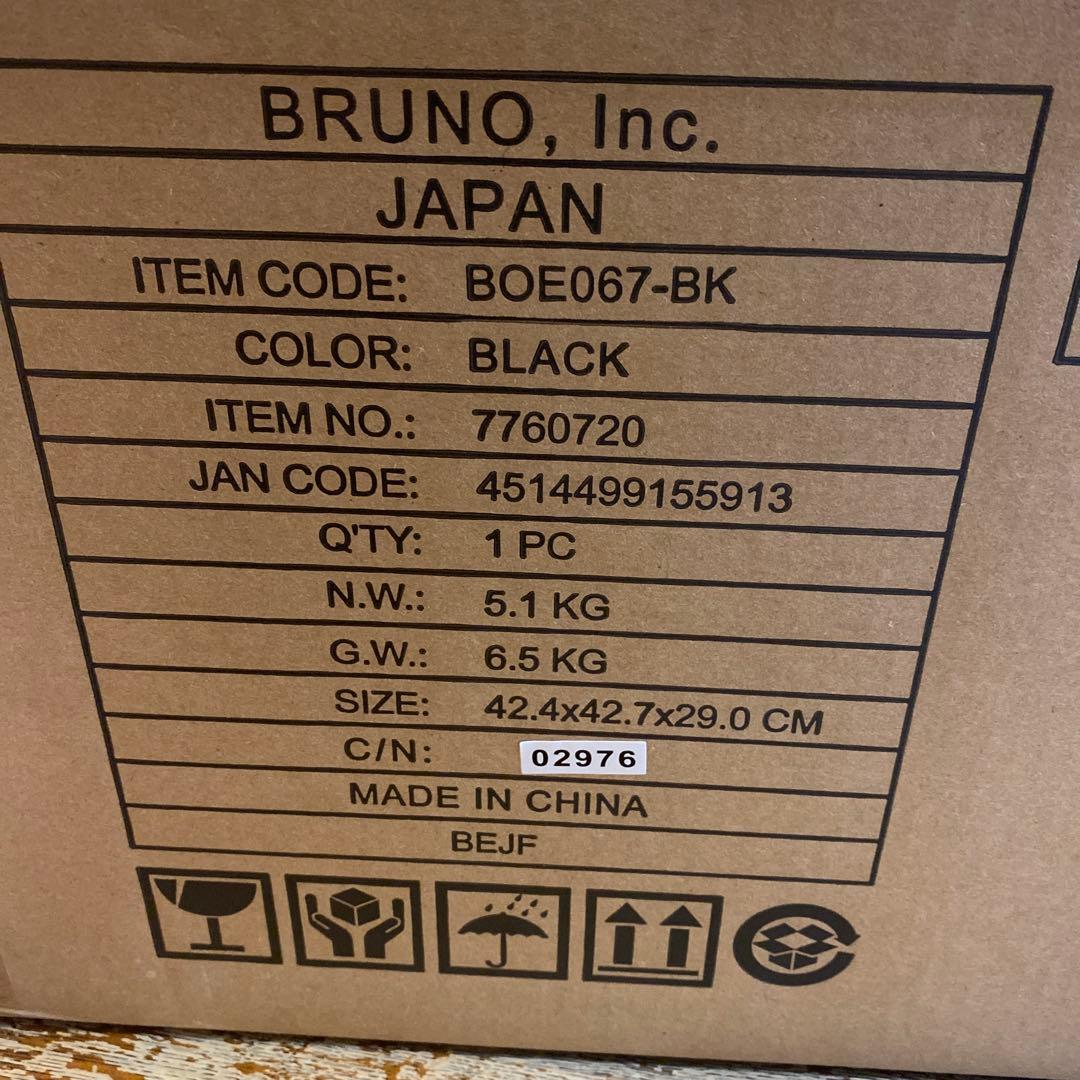 BRUNO, Inc.
JAPAN
ITEM CODE: BOE067-BK
COLOR: BLACK
ITEM NO.: 7760720
JAN CODE: 4514499155913
Q'TY: 1 PC
N.W.: 5.1 KG
G.W.: 6.5 KG
SIZE: 42.4x42.7x29.0 CM
C/N: 02976
MADE IN CHINA
BEJF